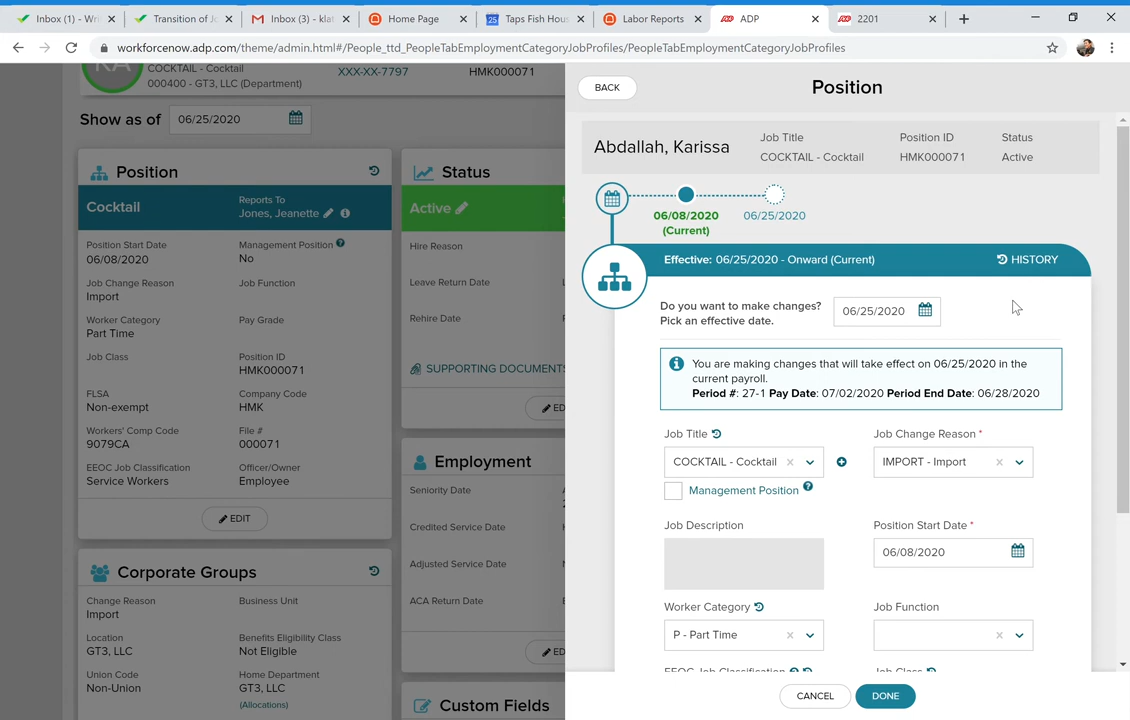 Inbox (1) - Wri
Transition of Jo
Inbox (3) - klat
Home Page
Taps Fish Hou
Labor Reports
ADP
2201
workforcenow.adp.com/theme/admin.html#/People_ttd_PeopleTabEmploymentCategoryJobProfiles/PeopleTabEmploymentCategoryJobProfiles
COCKTAIL - Cocktail
000400 - GT3, LLC (Department)
XXX-XX-7797
HMK000071
Show as of
06/25/2020
Position
Cocktail
Reports To
Jones, Jeanette
Position Start Date
06/08/2020
Management Position
No
Job Change Reason
Import
Job Function
Worker Category
Part Time
Pay Grade
Job Class
Position ID
HMK000071
FLSA
Non-exempt
Company Code
HMK
Workers' Comp Code
9079CA
File #
000071
EEOC Job Classification
Service Workers
Officer/Owner
Employee
EDIT
Corporate Groups
Change Reason
Import
Business Unit
Location
GT3, LLC
Benefits Eligibility Class
Not Eligible
Union Code
Non-Union
Home Department
GT3, LLC
(Allocations)
Status
Active
Hire Reason
Leave Return Date
Rehire Date
SUPPORTING DOCUMENTS
ED
Employment
Seniority Date
Credited Service Date
Adjusted Service Date
ACA Return Date
ED
Custom Fields
BACK
Position
Abdallah, Karissa
Job Title
COCKTAIL - Cocktail
Position ID
HMK000071
Status
Active
06/08/2020
(Current)
06/25/2020
Effective: 06/25/2020 - Onward (Current)
HISTORY
Do you want to make changes?
Pick an effective date.
06/25/2020
You are making changes that will take effect on 06/25/2020 in the
current payroll.
Period #: 27-1 Pay Date: 07/02/2020 Period End Date: 06/28/2020
Job Title
COCKTAIL - Cocktail
Job Change Reason *
IMPORT - Import
Management Position
Job Description
Position Start Date *
06/08/2020
Worker Category
P - Part Time
Job Function
EEOC Job Classification
Job Class
CANCEL
DONE